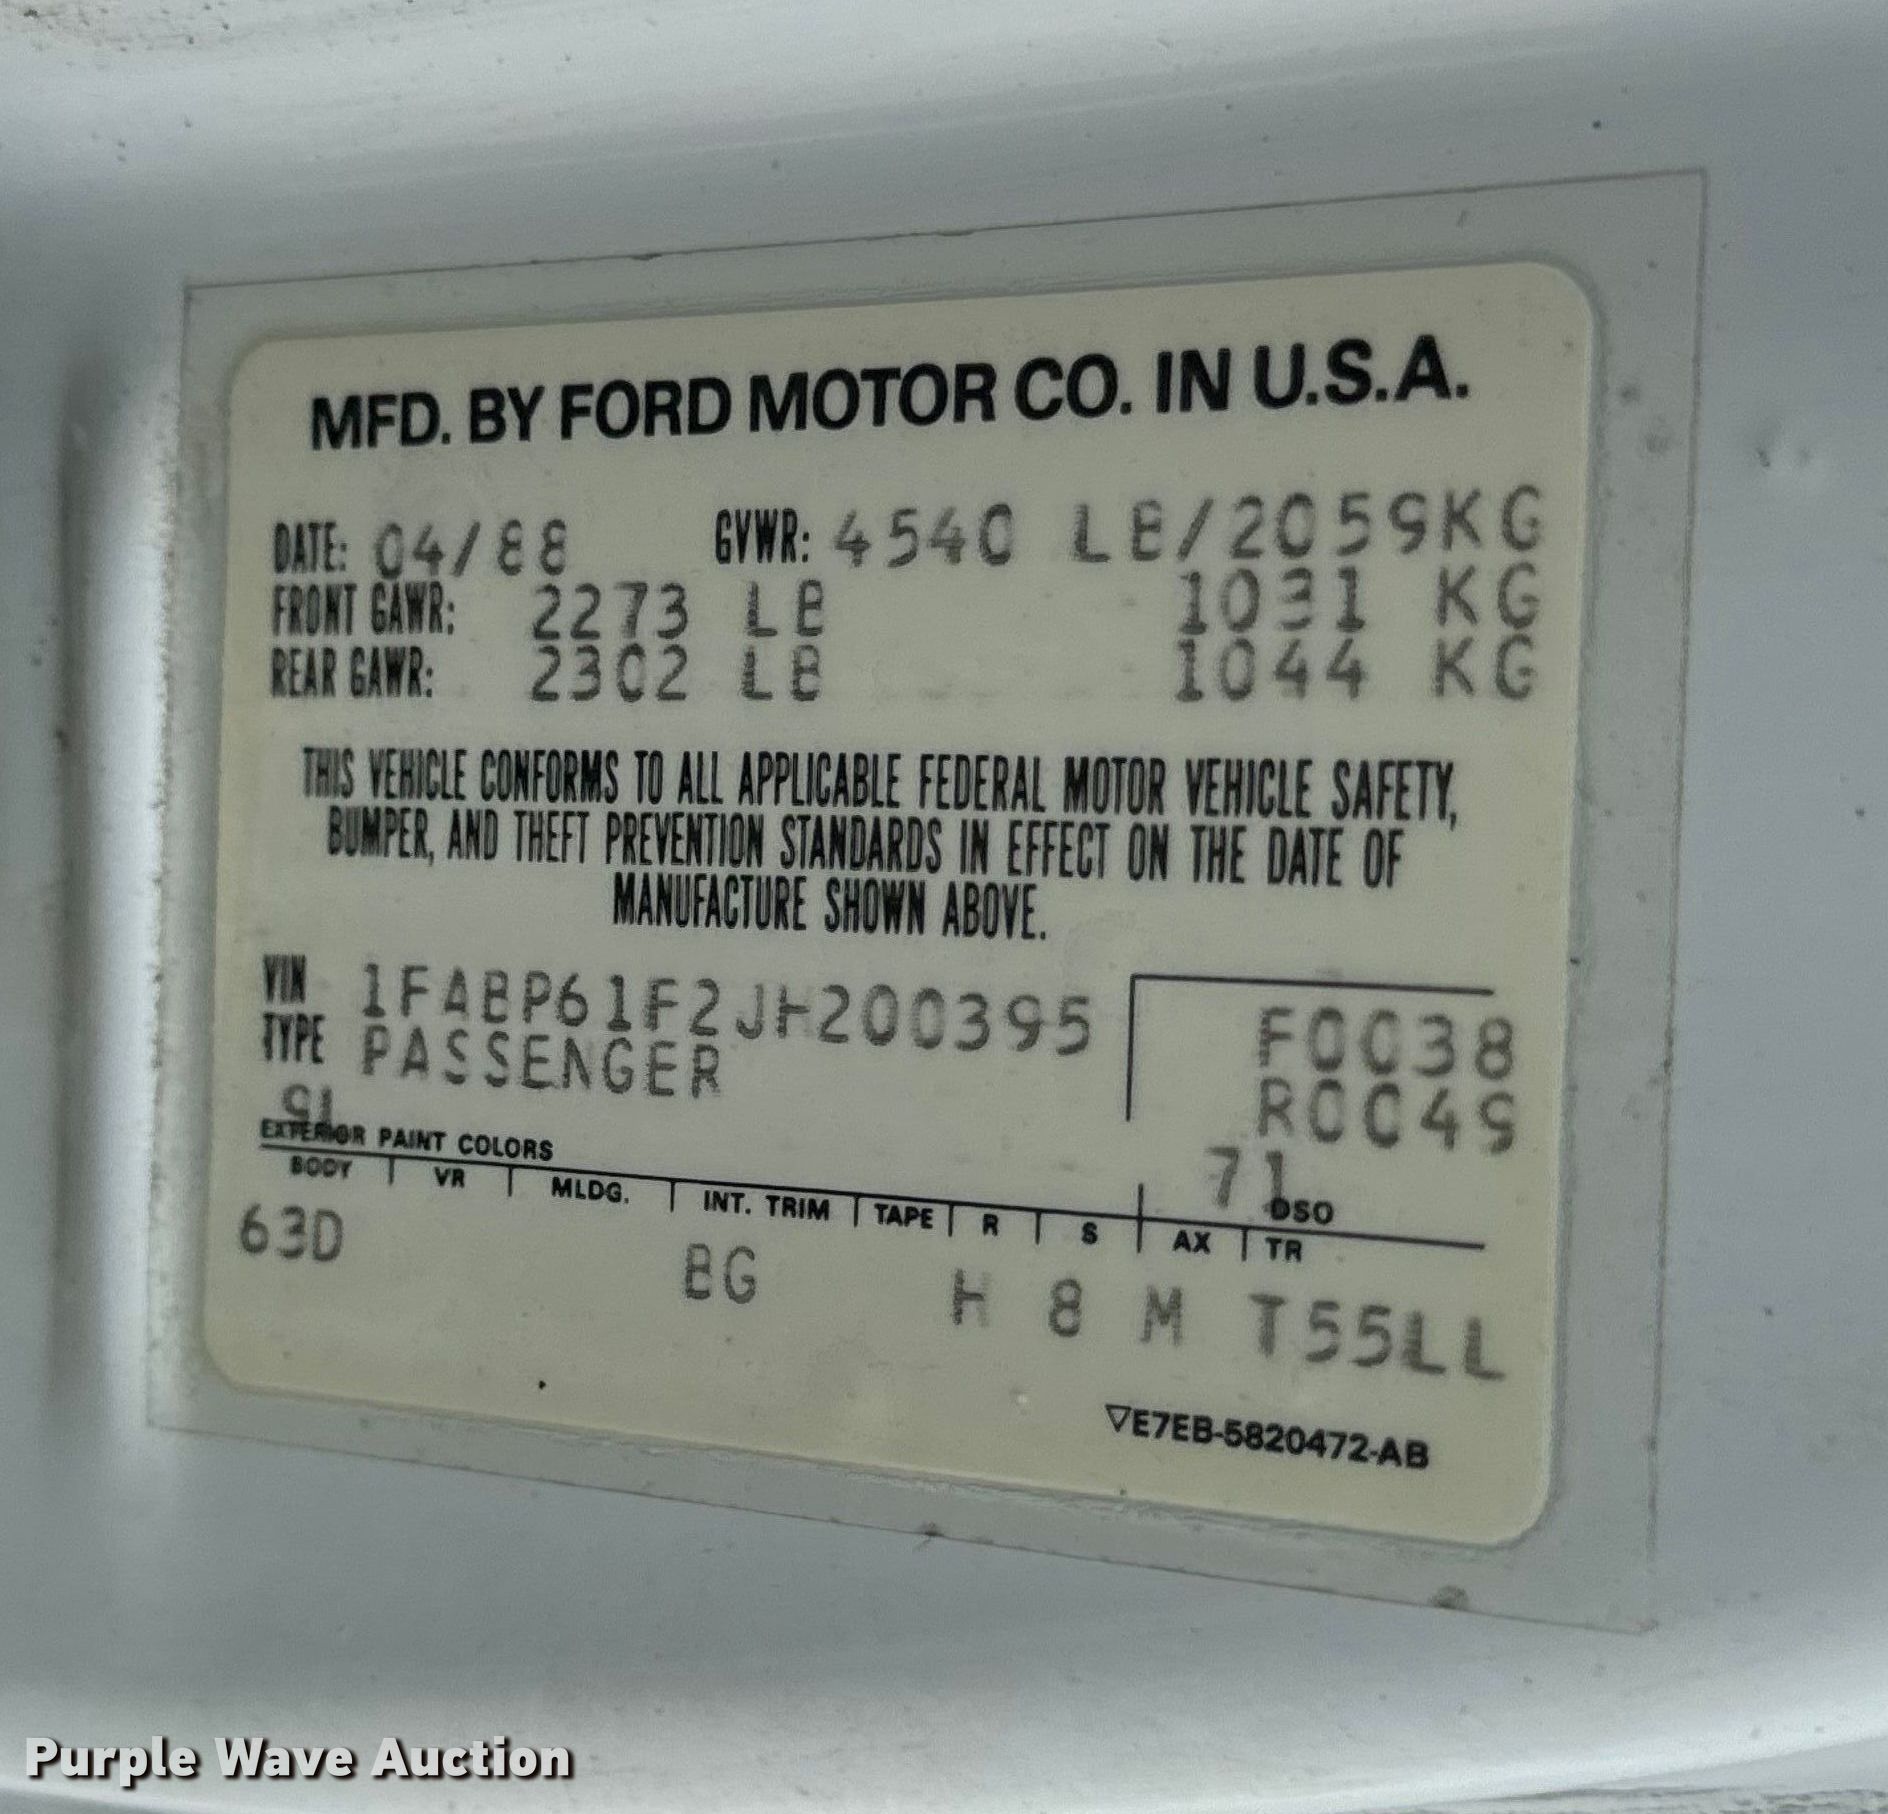 MFD. BY FORD MOTOR CO. IN U.S.A.
DATE: 04/88 GVWR: 4540 LB/2059KG
FRONT GAWR: 2273 LB 1031 KG
REAR GAWR: 2302 LB 1044 KG
THIS VEHICLE CONFORMS TO ALL APPLICABLE FEDERAL MOTOR VEHICLE SAFETY,
BUMPER, AND THEFT PREVENTION STANDARDS IN EFFECT ON THE DATE OF
MANUFACTURE SHOWN ABOVE.
VIN 1FABP61F2JH200395 F0038
TYPE PASSENGER R0049
71
EXTERIOR PAINT COLORS DSO
BODY VR MLDG. INT. TRIM TAPE R S AX TR
63D BG H 8 M T55LL
▽E7EB-5820472-AB
Purple Wave Auction